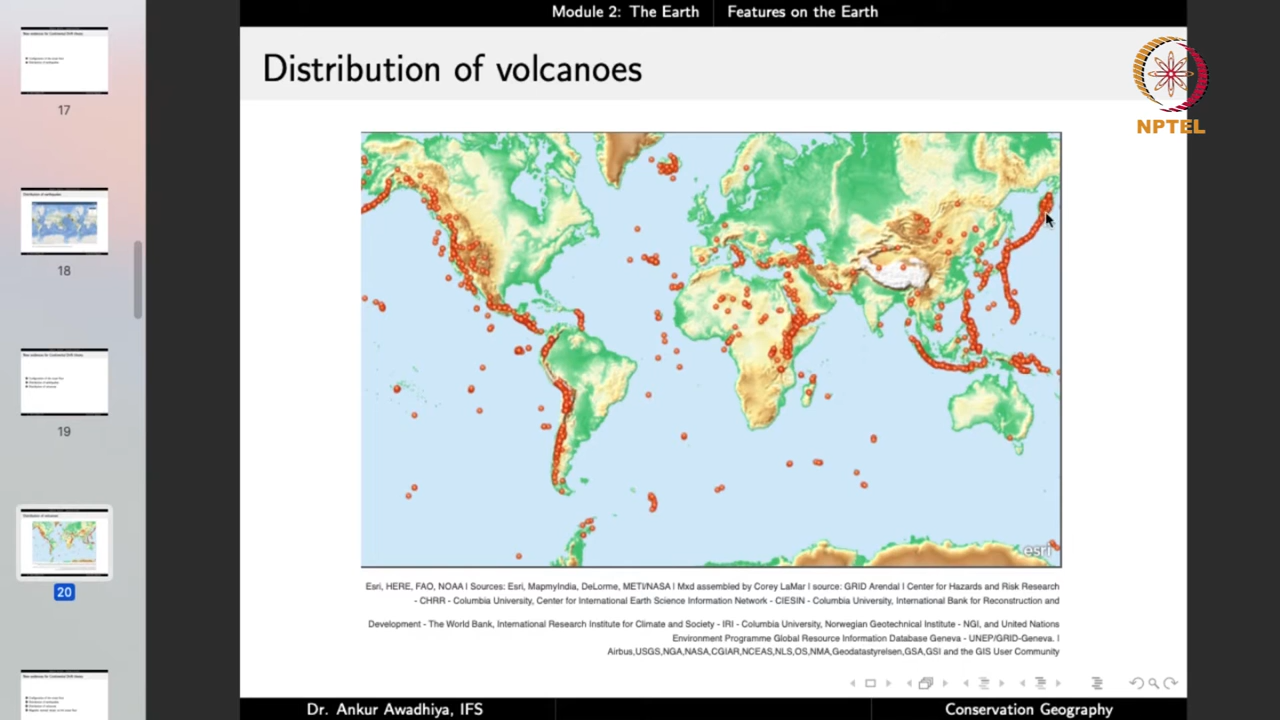 Module 2: The Earth Features on the Earth
Distribution of volcanoes
NPTEL
17
18
19
20
esri
Esri, HERE, FAO, NOAA | Sources: Esri, MapmyIndia, DeLorme, METI/NASA | Mxd assembled by Corey LaMar | source: GRID Arendal | Center for Hazards and Risk Research
- CHRR - Columbia University, Center for International Earth Science Information Network - CIESIN - Columbia University, International Bank for Reconstruction and
Development - The World Bank, International Research Institute for Climate and Society - IRI - Columbia University, Norwegian Geotechnical Institute - NGI, and United Nations
Environment Programme Global Resource Information Database Geneva - UNEP/GRID-Geneva. |
Airbus,USGS,NGA,NASA,CGIAR,NCEAS,NLS,OS,NMA,Geodatastyrelsen,GSA,GSI and the GIS User Community
Dr. Ankur Awadhiya, IFS Conservation Geography